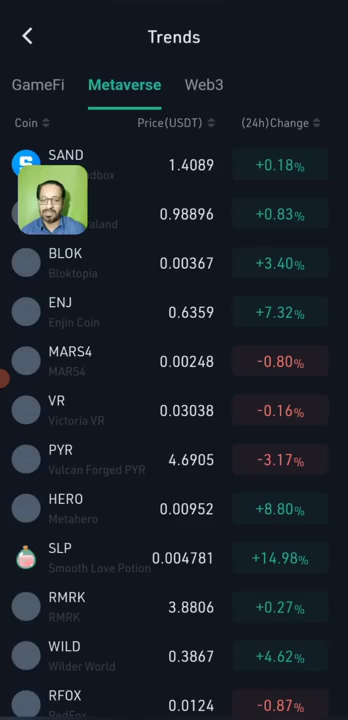 Trends
GameFi Metaverse Web3
Coin Price(USDT) (24h)Change
SAND 1.4089 +0.18%
dbox
0.98896 +0.83%
aland
BLOK 0.00367 +3.40%
Bloktopia
ENJ 0.6359 +7.32%
Enjin Coin
MARS4 0.00248 -0.80%
MARS4
VR 0.03038 -0.16%
Victoria VR
PYR 4.6905 -3.17%
Vulcan Forged PYR
HERO 0.00952 +8.80%
Metahero
SLP 0.004781 +14.98%
Smooth Love Potion
RMRK 3.8806 +0.27%
RMRK
WILD 0.3867 +4.62%
Wilder World
RFOX 0.0124 -0.87%
RedFox